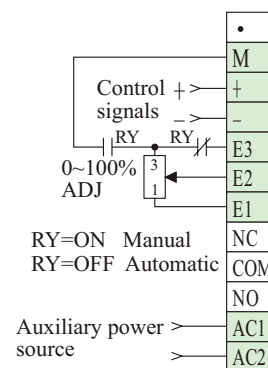 M
Control + +
signals − −
RY RY E3
0~100% 3 E2
ADJ 1 E1
RY=ON Manual NC
RY=OFF Automatic COM
NO
Auxiliary power AC1
source AC2